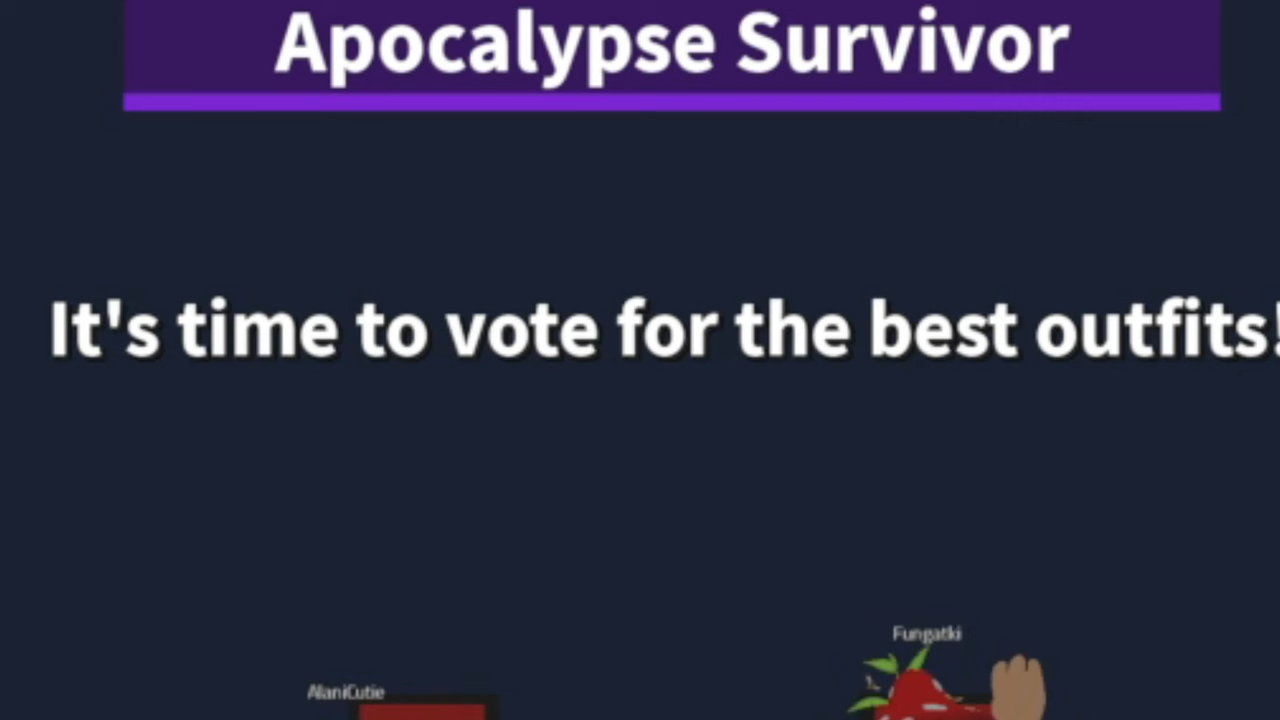 Apocalypse Survivor
It's time to vote for the best outfits!
Fungatki
AlaniCutie